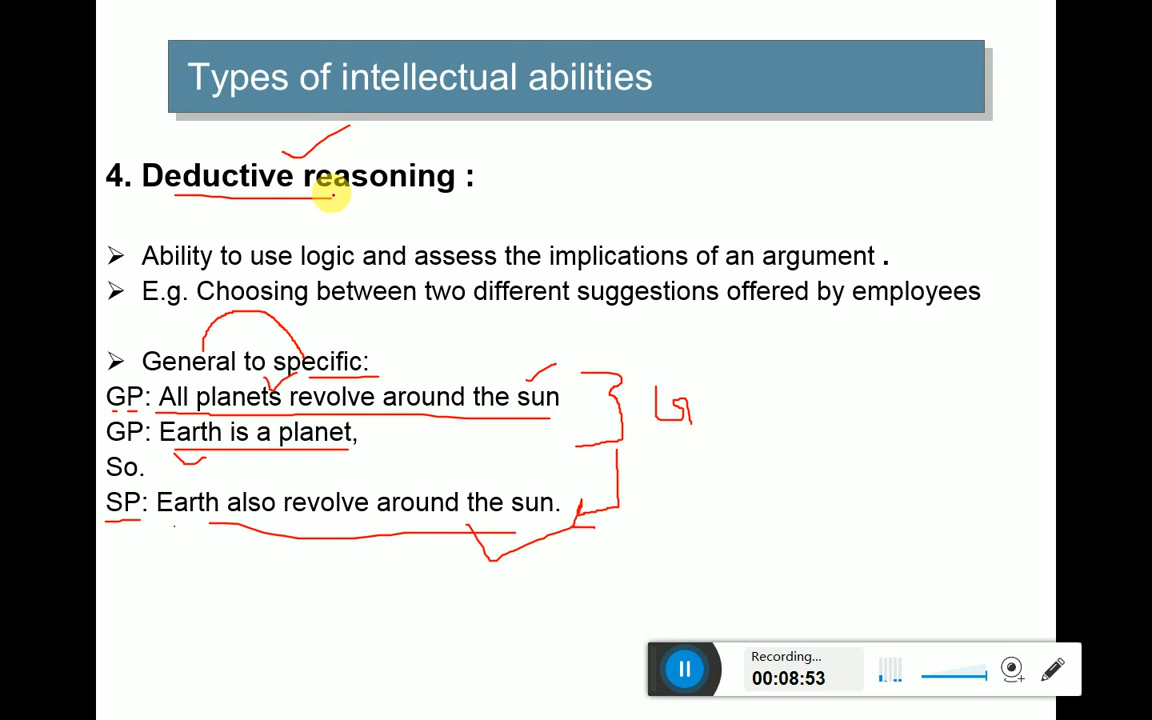 Types of intellectual abilities
4. Deductive reasoning :
➢ Ability to use logic and assess the implications of an argument .
➢ E.g. Choosing between two different suggestions offered by employees
➢ General to specific:
GP: All planets revolve around the sun
GP: Earth is a planet,
So.
SP: Earth also revolve around the sun.
Recording...
00:08:53